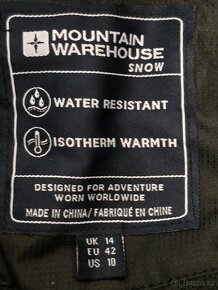 MOUNTAIN
WAREHOUSE
SNOW
WATER RESISTANT
ISOTHERM WARMTH
DESIGNED FOR ADVENTURE
WORN WORLDWIDE
MADE IN CHINA/ FABRIQUÉ EN CHINE
UK 14
EU 42
US 10